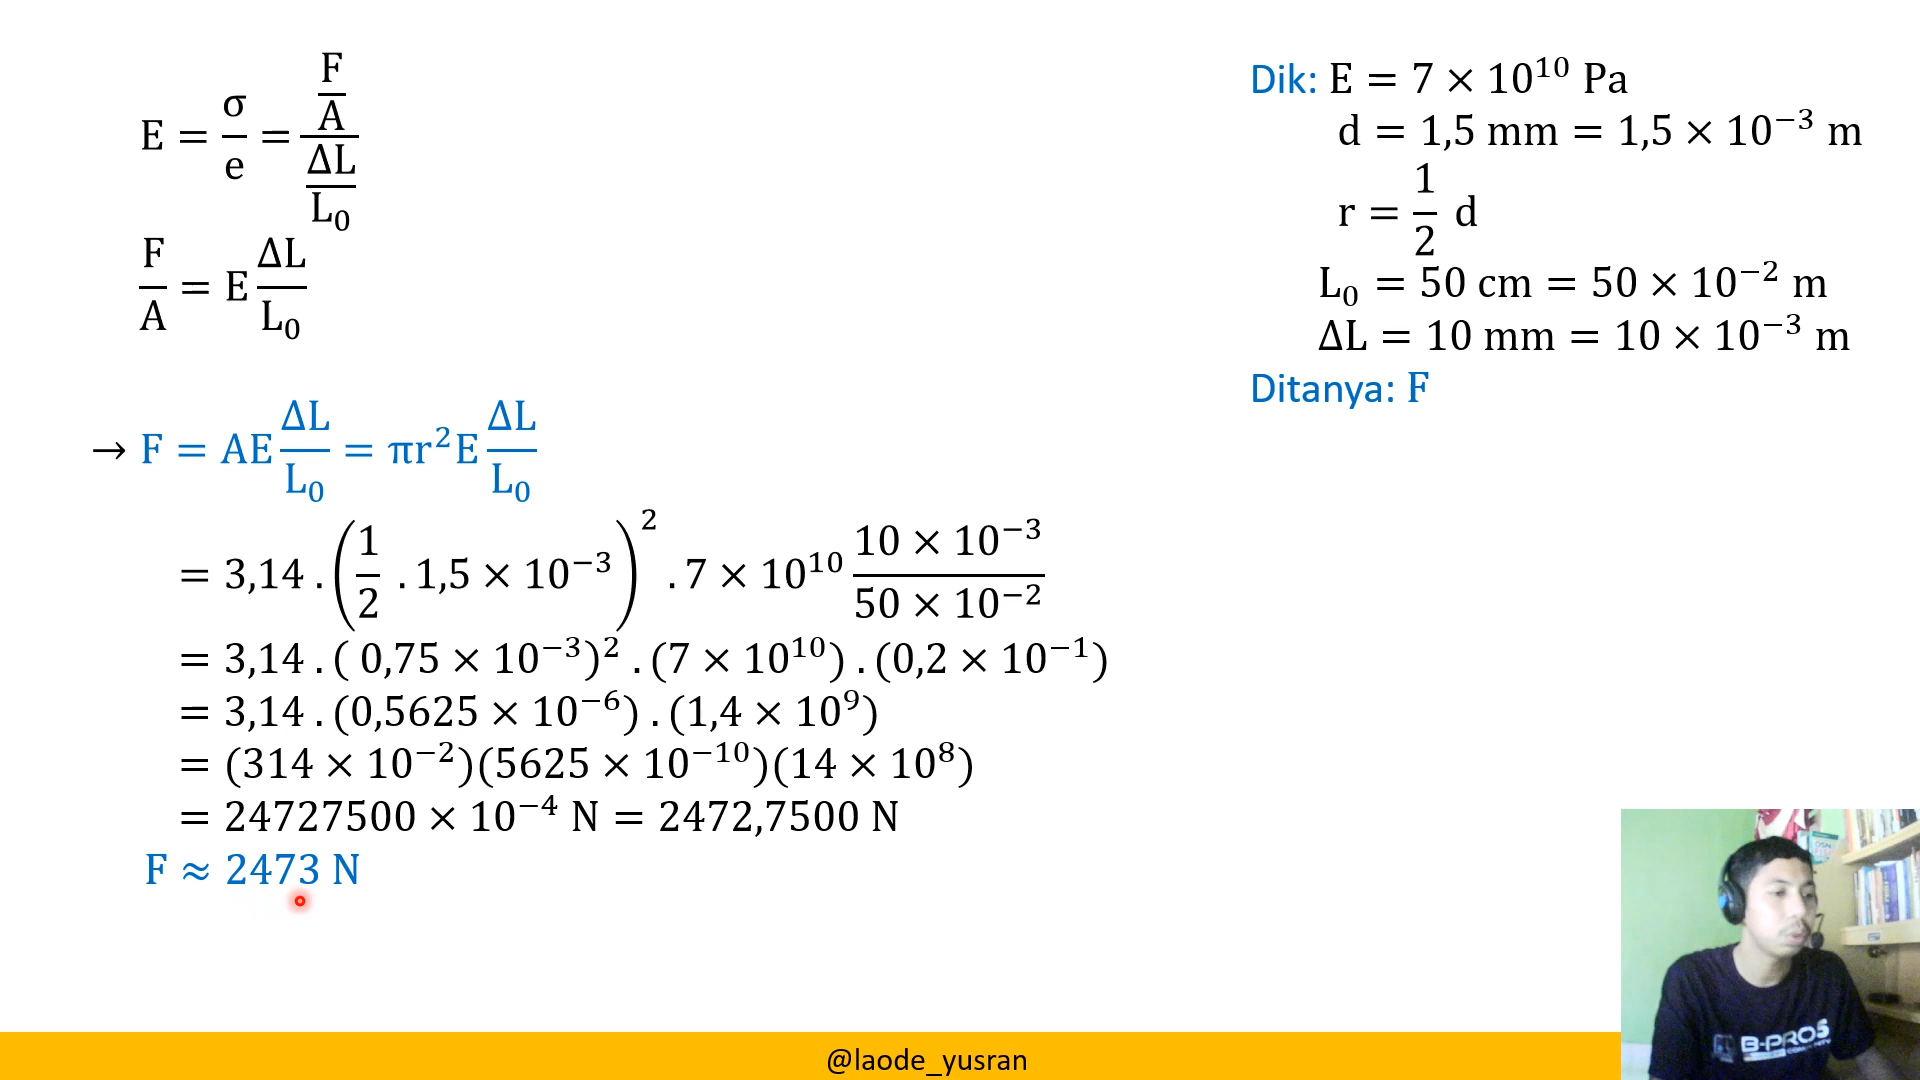 E = σ/e = (F/A)/(ΔL/L₀)
F/A = E ΔL/L₀
→ F = AE ΔL/L₀ = πr²E ΔL/L₀
= 3,14 . (1/2 . 1,5 × 10⁻³)² . 7 × 10¹⁰ (10 × 10⁻³)/(50 × 10⁻²)
= 3,14 . ( 0,75 × 10⁻³)² . (7 × 10¹⁰) . (0,2 × 10⁻¹)
= 3,14 . (0,5625 × 10⁻⁶) . (1,4 × 10⁹)
= (314 × 10⁻²)(5625 × 10⁻¹⁰)(14 × 10⁸)
= 24727500 × 10⁻⁴ N = 2472,7500 N
F ≈ 2473 N
Dik: E = 7 × 10¹⁰ Pa
d = 1,5 mm = 1,5 × 10⁻³ m
r = 1/2 d
L₀ = 50 cm = 50 × 10⁻² m
ΔL = 10 mm = 10 × 10⁻³ m
Ditanya: F
B-PROS
@laode_yusran